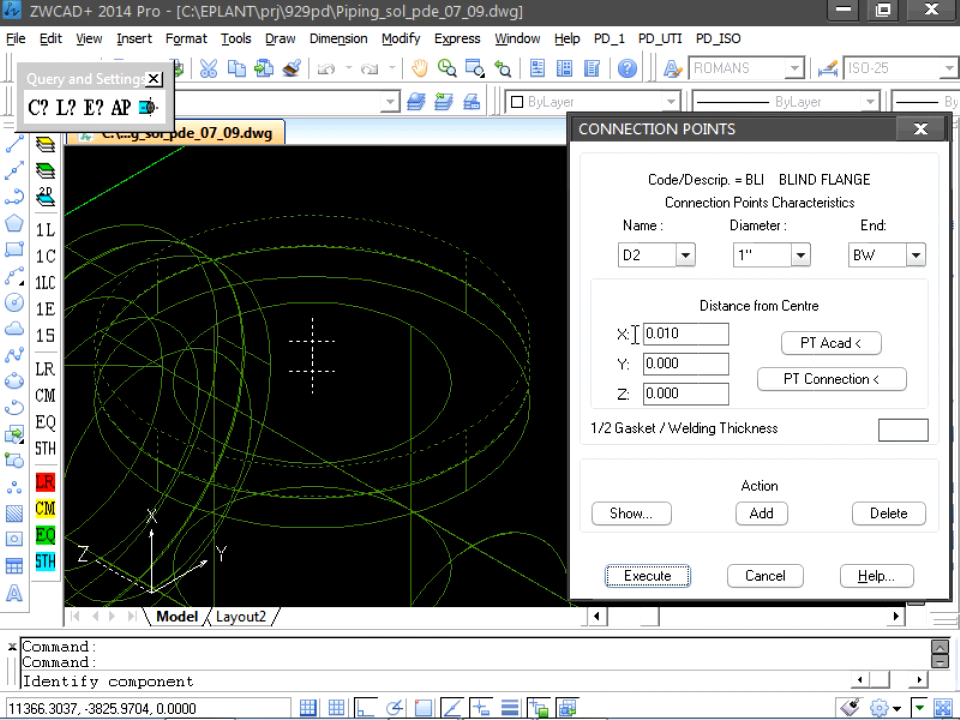 ZWCAD+ 2014 Pro - [C:\EPLANT\prj\929pd\Piping_sol_pde_07_09.dwg]
File Edit View Insert Format Tools Draw Dimension Modify Express Window Help PD_1 PD_UTI PD_ISO
Query and Settings
ROMANS ISO-25
C? L? E? AP
ByLayer ByLayer By
C:\...g_sol_pde_07_09.dwg
CONNECTION POINTS
Code/Descrip. = BLI BLIND FLANGE
Connection Points Characteristics
Name : Diameter : End:
D2 1" BW
Distance from Centre
X: 0.010
PT Acad <
Y: 0.000
PT Connection <
Z: 0.000
1/2 Gasket / Welding Thickness
Action
Show... Add Delete
Execute Cancel Help...
2D
1L
1C
1LC
1E
1S
LR
CM
EQ
STH
LR
CM
EQ
STH
X
Z Y
Model Layout2
Command:
Command:
Identify component
11366.3037, -3825.9704, 0.0000